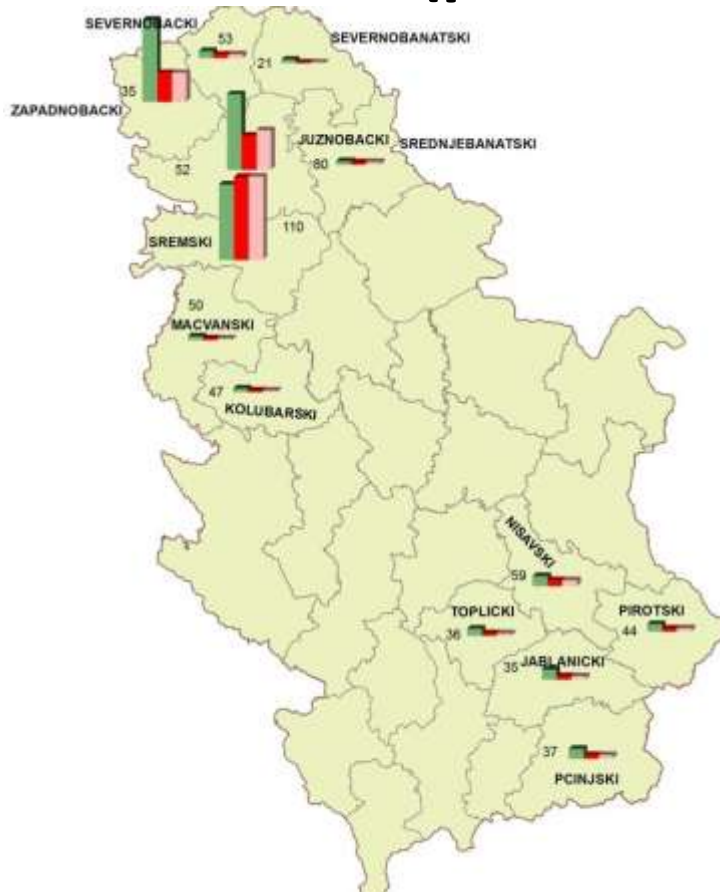 SEVERNOBACKI
53
SEVERNOBANATSKI
21
35
ZAPADNOBACKI
JUZNOBACKI
SREDNJEBANATSKI
80
52
110
SREMSKI
50
MACVANSKI
47
KOLUBARSKI
NISAVSKI
59
TOPLICKI
36
PIROTSKI
44
35
JABLANICKI
37
PCINJSKI